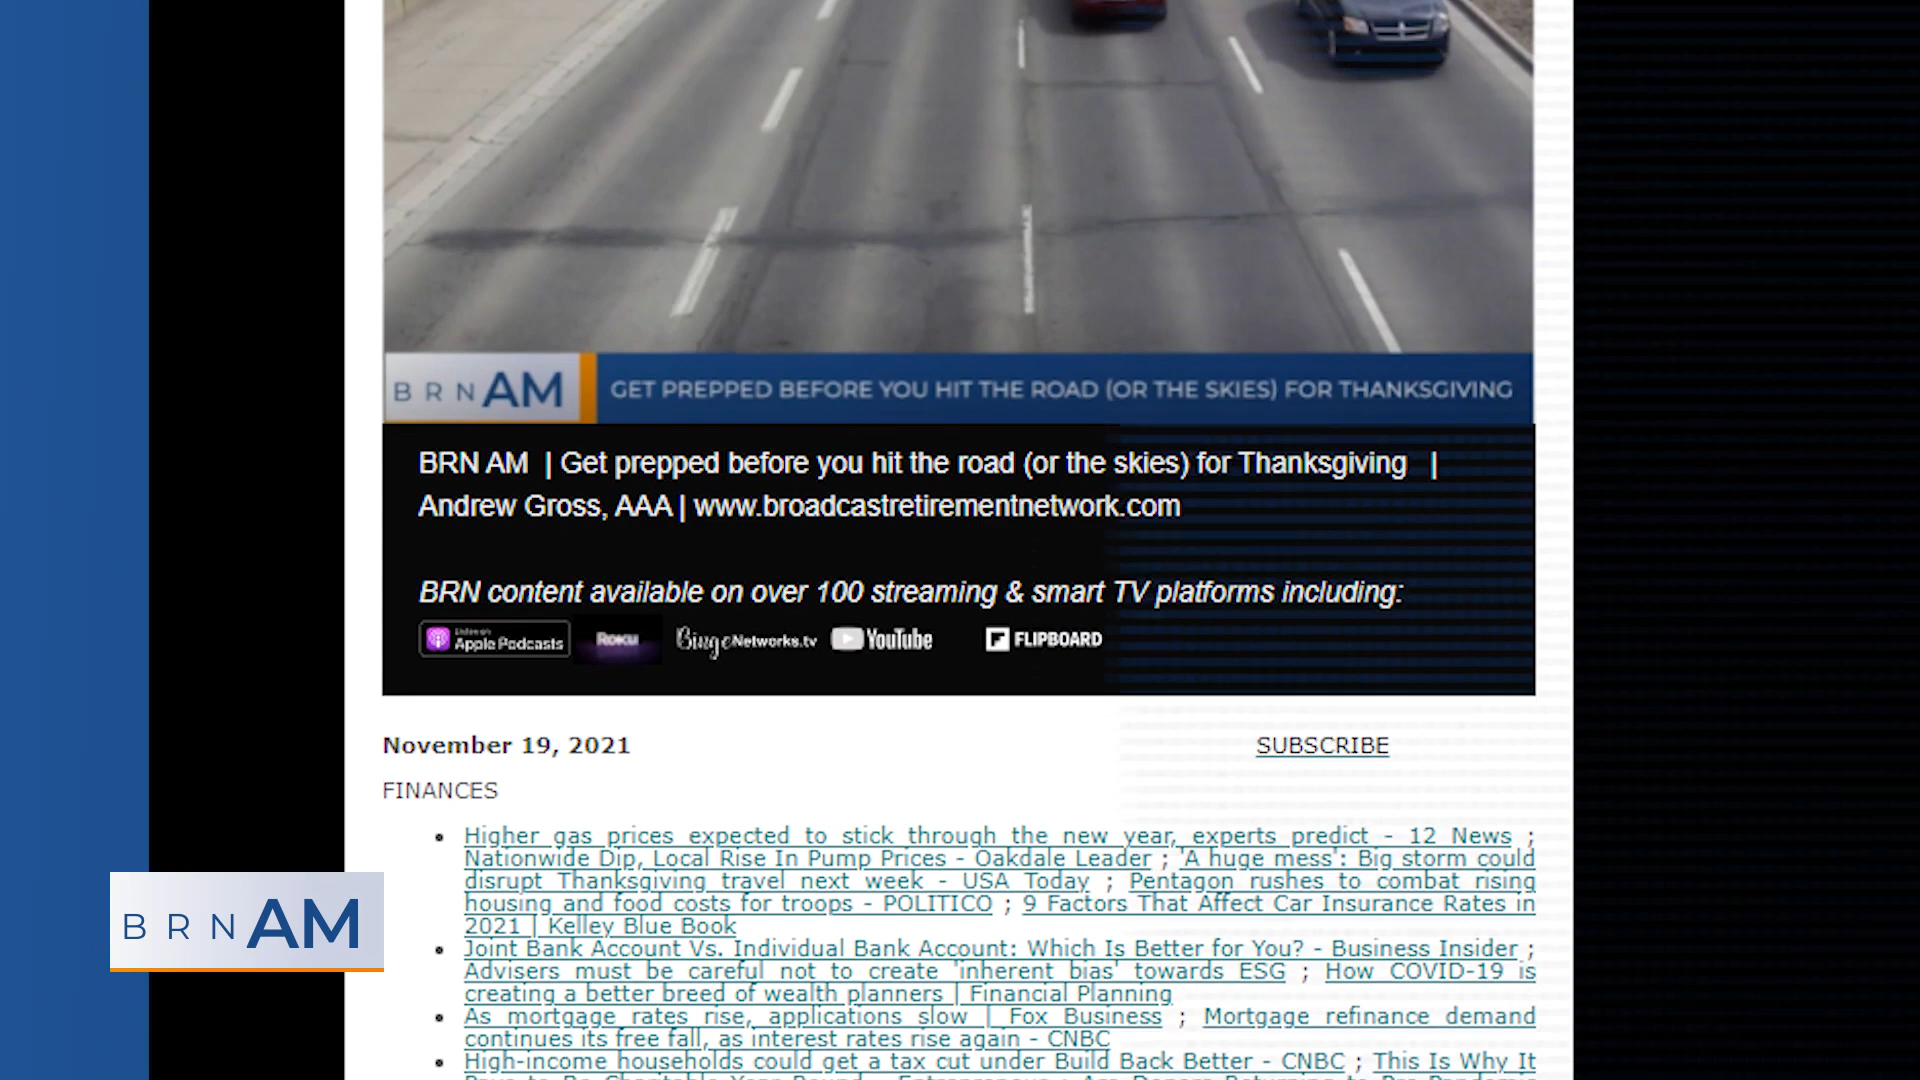 BRN AM GET PREPPED BEFORE YOU HIT THE ROAD (OR THE SKIES) FOR THANKSGIVING
BRN AM | Get prepped before you hit the road (or the skies) for Thanksgiving |
Andrew Gross, AAA | www.broadcastretirementnetwork.com
BRN content available on over 100 streaming & smart TV platforms including:
Listen on Apple Podcasts ROKU BingeNetworks.tv YouTube FLIPBOARD
November 19, 2021 SUBSCRIBE
FINANCES
• Higher gas prices expected to stick through the new year, experts predict - 12 News ;
Nationwide Dip, Local Rise In Pump Prices - Oakdale Leader ; 'A huge mess': Big storm could
disrupt Thanksgiving travel next week - USA Today ; Pentagon rushes to combat rising
housing and food costs for troops - POLITICO ; 9 Factors That Affect Car Insurance Rates in
2021 | Kelley Blue Book
• Joint Bank Account Vs. Individual Bank Account: Which Is Better for You? - Business Insider ;
Advisers must be careful not to create 'inherent bias' towards ESG ; How COVID-19 is
creating a better breed of wealth planners | Financial Planning
• As mortgage rates rise, applications slow | Fox Business ; Mortgage refinance demand
continues its free fall, as interest rates rise again - CNBC
• High-income households could get a tax cut under Build Back Better - CNBC ; This Is Why It
BRN AM